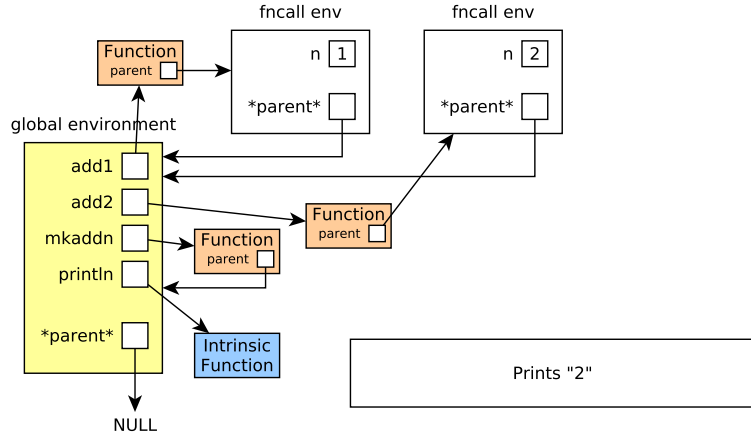 fncall env
fncall env
Function
parent
n 1
*parent*
n 2
*parent*
global environment
add1
add2
mkaddn
println
*parent*
Function
parent
Function
parent
Intrinsic
Function
Prints "2"
NULL